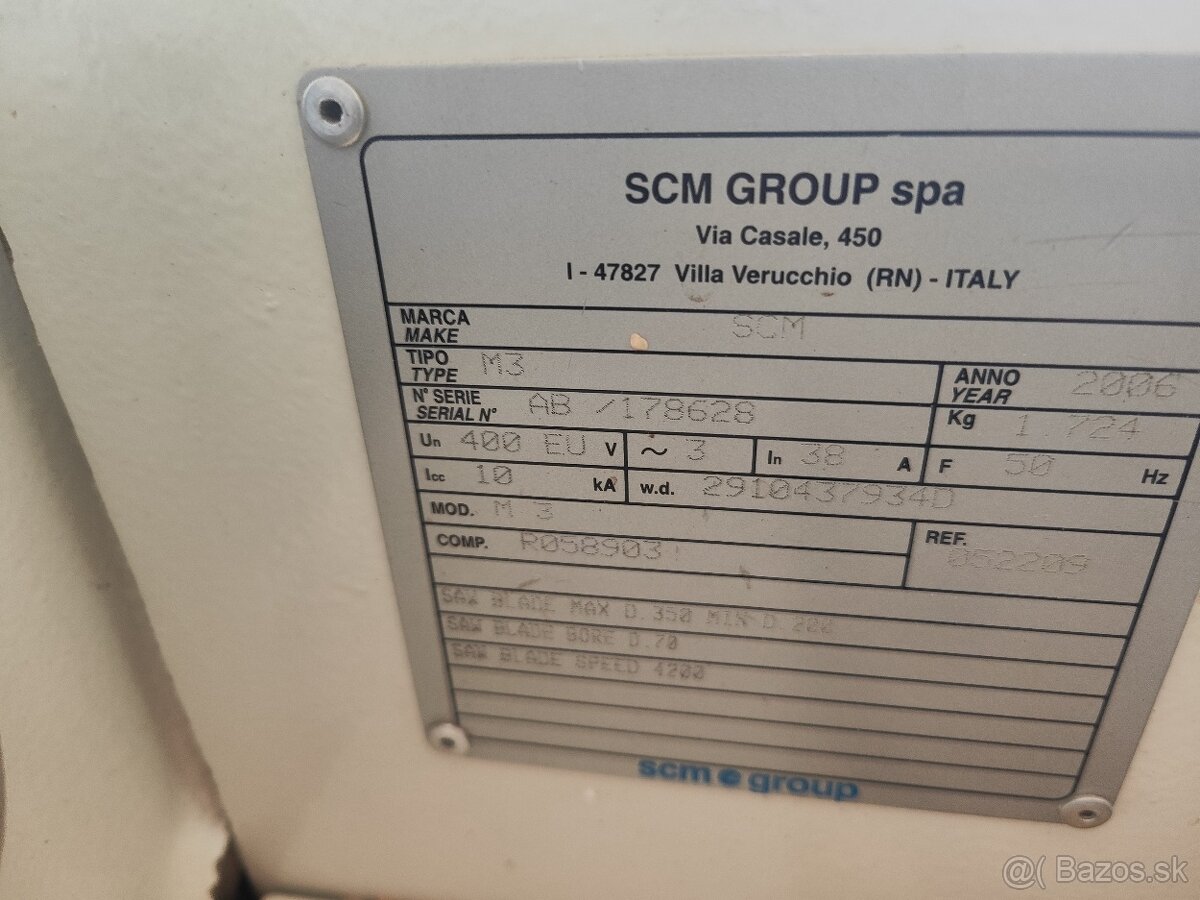 SCM GROUP spa
Via Casale, 450
I - 47827 Villa Verucchio (RN) - ITALY
MARCA
MAKE
SCM
TIPO
TYPE
M3
ANNO
YEAR
2006
N° SERIE
SERIAL N°
AB /178628
Kg 1.724
Un 400 EU V ~ 3 In 38 A F 50 Hz
Icc 10 kA w.d. 2910437934D
MOD. M 3
COMP. R058903
REF.
052209
SAW BLADE MAX D.350 MIN D.200
SAW BLADE BORE D.70
SAW BLADE SPEED 4200
scm group
@( Bazos.sk